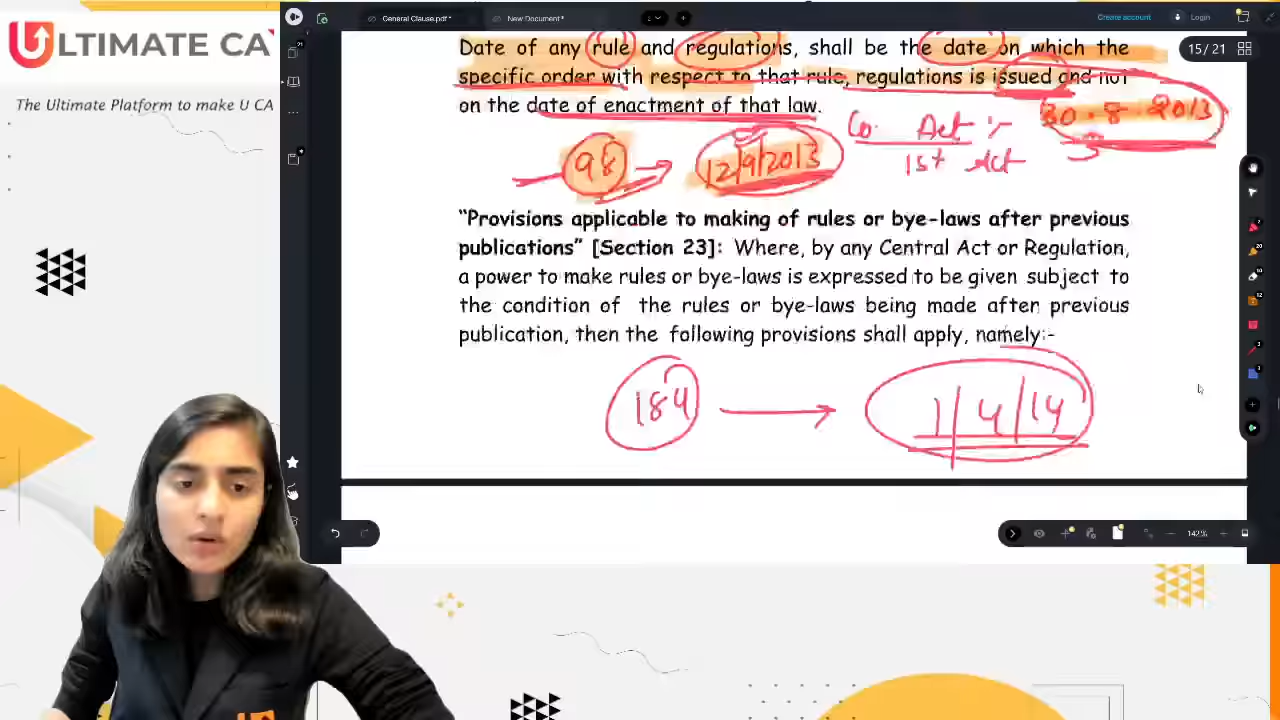 General Clause.pdf *
New Document*
Create account
Login
15/21
ULTIMATE CA
The Ultimate Platform to make U CA
Date of any rule and regulations, shall be the date on which the
specific order with respect to that rule, regulations is issued and not
on the date of enactment of that law.
98 → 12/9/2013
Co. Act :- 30.8.2013
1st Act
"Provisions applicable to making of rules or bye-laws after previous
publications" [Section 23]: Where, by any Central Act or Regulation,
a power to make rules or bye-laws is expressed to be given subject to
the condition of the rules or bye-laws being made after previous
publication, then the following provisions shall apply, namely:-
184 → 1/4/14
142%